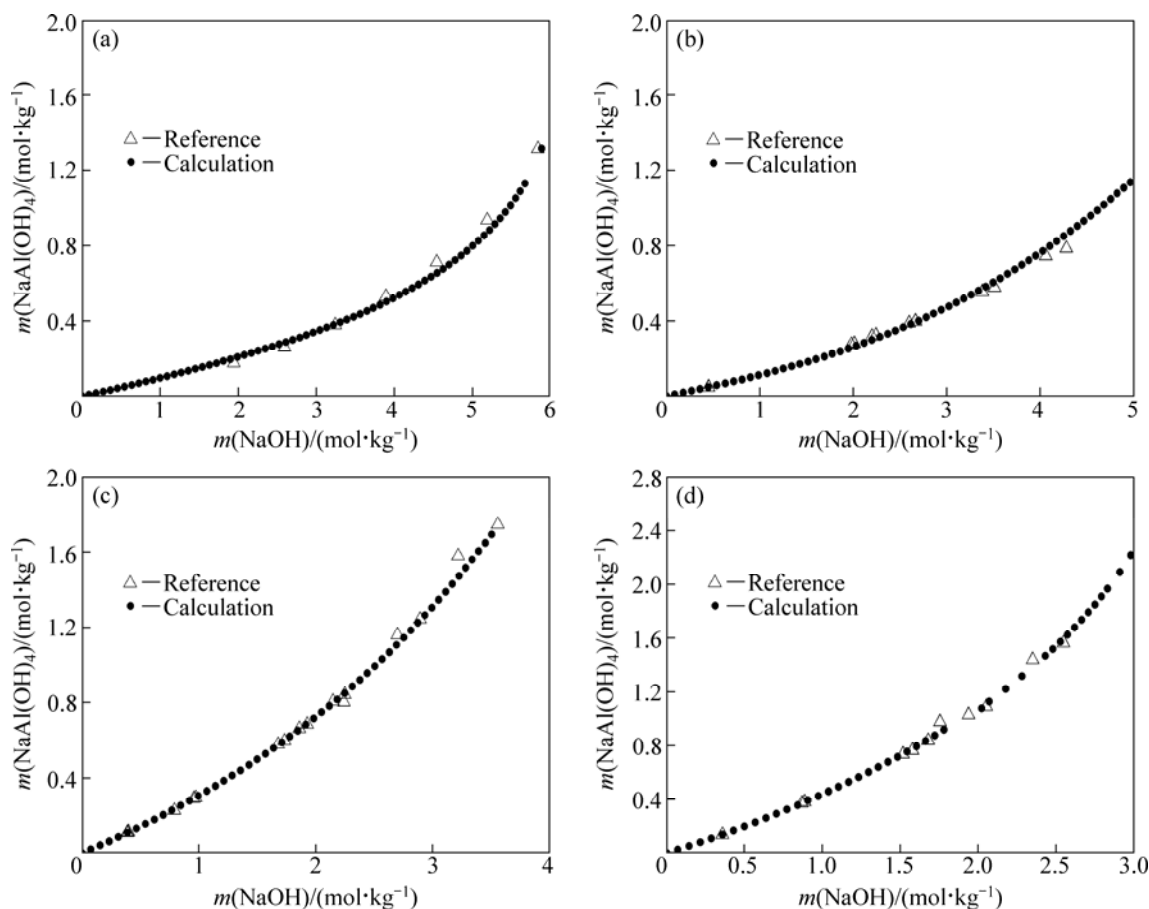 (a)
2.0
1.6
1.2
0.8
0.4
m(NaAl(OH)₄)/(mol·kg⁻¹)
△—Reference
●—Calculation
0 1 2 3 4 5 6
m(NaOH)/(mol·kg⁻¹)
(b)
2.0
1.6
1.2
0.8
0.4
m(NaAl(OH)₄)/(mol·kg⁻¹)
△—Reference
●—Calculation
0 1 2 3 4 5
m(NaOH)/(mol·kg⁻¹)
(c)
2.0
1.6
1.2
0.8
0.4
m(NaAl(OH)₄)/(mol·kg⁻¹)
△—Reference
●—Calculation
0 1 2 3 4
m(NaOH)/(mol·kg⁻¹)
(d)
2.8
2.2
2.0
1.6
1.2
0.8
0.4
m(NaAl(OH)₄)/(mol·kg⁻¹)
△—Reference
●—Calculation
0 0.5 1.0 1.5 2.0 2.5 3.0
m(NaOH)/(mol·kg⁻¹)